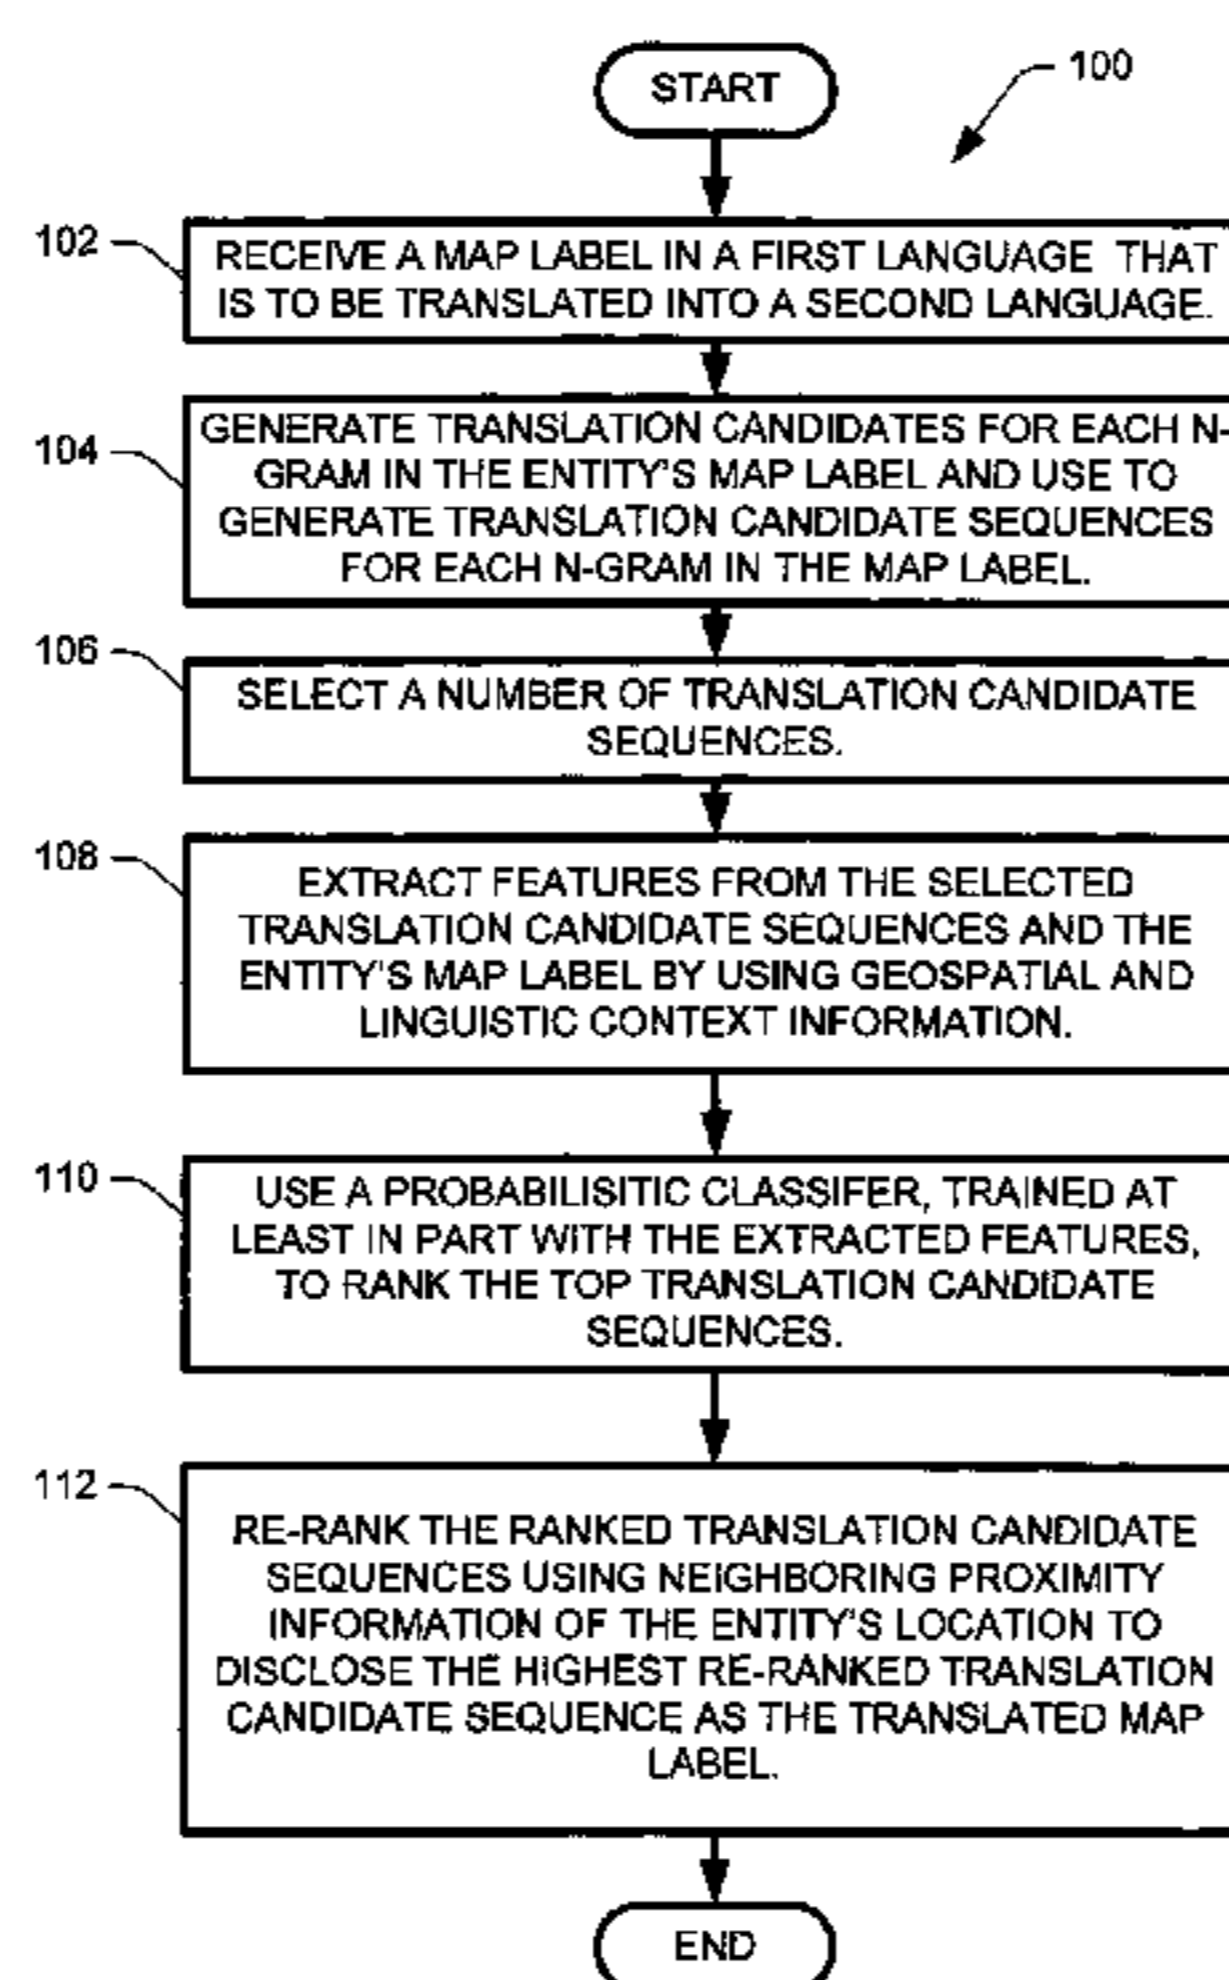 START
100
102
RECEIVE A MAP LABEL IN A FIRST LANGUAGE THAT
IS TO BE TRANSLATED INTO A SECOND LANGUAGE.
104
GENERATE TRANSLATION CANDIDATES FOR EACH N-
GRAM IN THE ENTITY'S MAP LABEL AND USE TO
GENERATE TRANSLATION CANDIDATE SEQUENCES
FOR EACH N-GRAM IN THE MAP LABEL.
106
SELECT A NUMBER OF TRANSLATION CANDIDATE
SEQUENCES.
108
EXTRACT FEATURES FROM THE SELECTED
TRANSLATION CANDIDATE SEQUENCES AND THE
ENTITY'S MAP LABEL BY USING GEOSPATIAL AND
LINGUISTIC CONTEXT INFORMATION.
110
USE A PROBABILISITIC CLASSIFER, TRAINED AT
LEAST IN PART WITH THE EXTRACTED FEATURES,
TO RANK THE TOP TRANSLATION CANDIDATE
SEQUENCES.
112
RE-RANK THE RANKED TRANSLATION CANDIDATE
SEQUENCES USING NEIGHBORING PROXIMITY
INFORMATION OF THE ENTITY'S LOCATION TO
DISCLOSE THE HIGHEST RE-RANKED TRANSLATION
CANDIDATE SEQUENCE AS THE TRANSLATED MAP
LABEL.
END